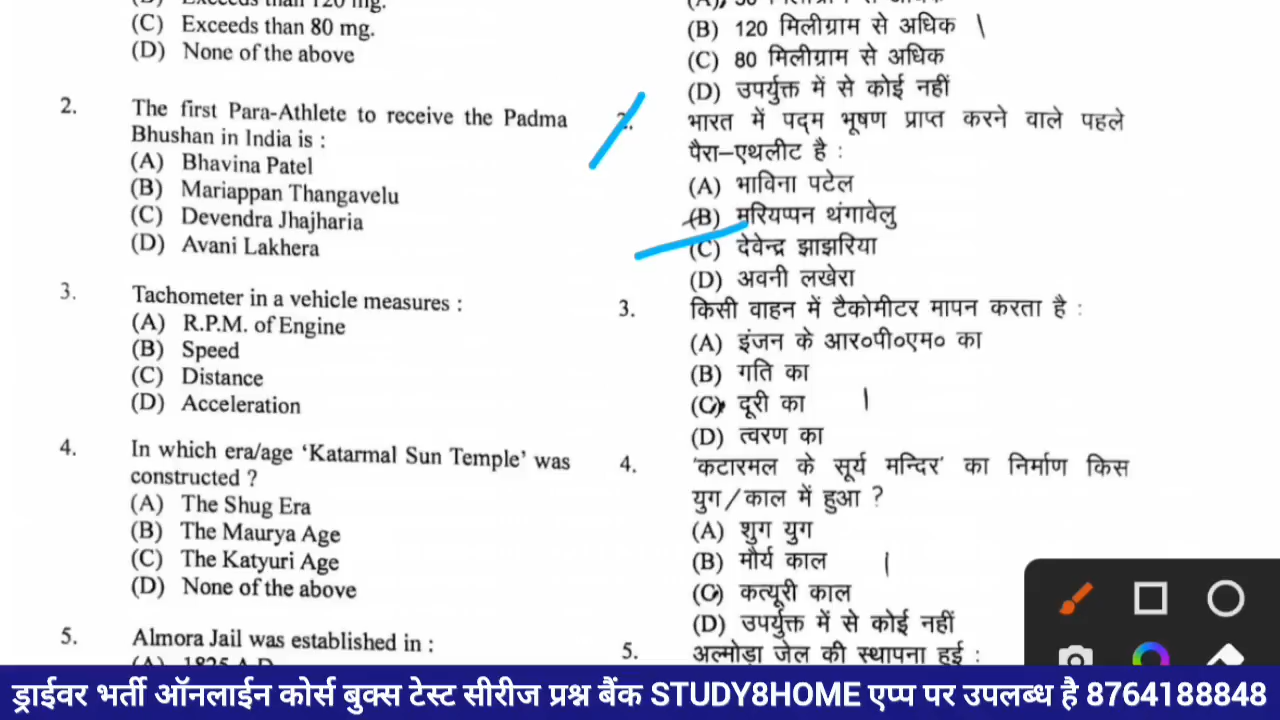 (D) Exceeds than 120 mg.
(C) Exceeds than 80 mg.
(D) None of the above
2. The first Para-Athlete to receive the Padma
Bhushan in India is :
(A) Bhavina Patel
(B) Mariappan Thangavelu
(C) Devendra Jhajharia
(D) Avani Lakhera
3. Tachometer in a vehicle measures :
(A) R.P.M. of Engine
(B) Speed
(C) Distance
(D) Acceleration
4. In which era/age ‘Katarmal Sun Temple’ was
constructed ?
(A) The Shug Era
(B) The Maurya Age
(C) The Katyuri Age
(D) None of the above
5. Almora Jail was established in :
(B) 120 मिलीग्राम से अधिक
(C) 80 मिलीग्राम से अधिक
(D) उपर्युक्त में से कोई नहीं
2. भारत में पद्म भूषण प्राप्त करने वाले पहले
पैरा–एथलीट है :
(A) भाविना पटेल
(B) मरियप्पन थंगावेलु
(C) देवेन्द्र झाझरिया
(D) अवनी लखेरा
3. किसी वाहन में टैकोमीटर मापन करता है :
(A) इंजन के आर०पी०एम० का
(B) गति का
(C) दूरी का
(D) त्वरण का
4. ‘कटारमल के सूर्य मन्दिर’ का निर्माण किस
युग/काल में हुआ ?
(A) शुग युग
(B) मौर्य काल
(C) कत्यूरी काल
(D) उपर्युक्त में से कोई नहीं
5. अल्मोड़ा जेल की स्थापना हुई :
ड्राईवर भर्ती ऑनलाईन कोर्स बुक्स टेस्ट सीरीज प्रश्न बैंक STUDY8HOME एप्प पर उपलब्ध है 8764188848